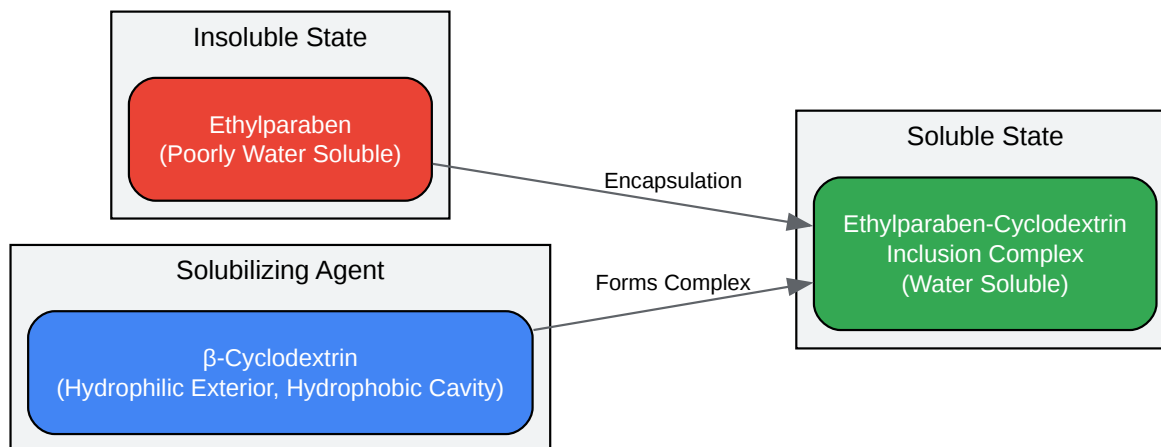 Insoluble State
Ethylparaben
(Poorly Water Soluble)
Encapsulation
Soluble State
Ethylparaben-Cyclodextrin
Inclusion Complex
(Water Soluble)
Solubilizing Agent
Forms Complex
β-Cyclodextrin
(Hydrophilic Exterior, Hydrophobic Cavity)